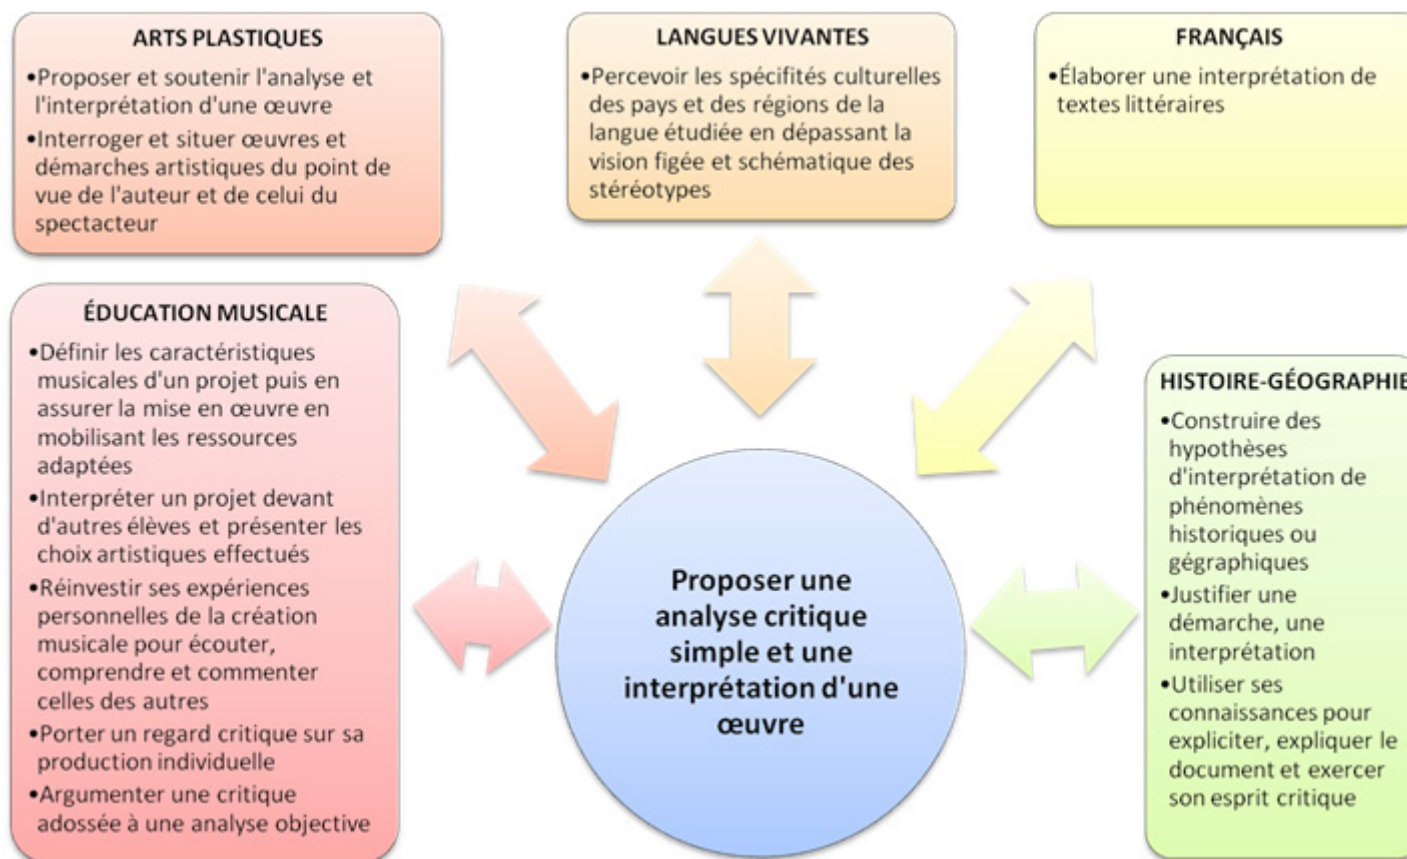 ARTS PLASTIQUES
•Proposer et soutenir l'analyse et
l'interprétation d'une œuvre
•Interroger et situer œuvres et
démarches artistiques du point de
vue de l'auteur et de celui du
spectacteur
LANGUES VIVANTES
•Percevoir les spécifités culturelles
des pays et des régions de la
langue étudiée en dépassant la
vision figée et schématique des
stéréotypes
FRANÇAIS
•Élaborer une interprétation de
textes littéraires
ÉDUCATION MUSICALE
•Définir les caractéristiques
musicales d'un projet puis en
assurer la mise en œuvre en
mobilisant les ressources
adaptées
•Interpréter un projet devant
d'autres élèves et présenter les
choix artistiques effectués
•Réinvestir ses expériences
personnelles de la création
musicale pour écouter,
comprendre et commenter
celles des autres
•Porter un regard critique sur sa
production individuelle
•Argumenter une critique
adossée à une analyse objective
Proposer une
analyse critique
simple et une
interprétation d'une
œuvre
HISTOIRE-GÉOGRAPHIE
•Construire des
hypothèses
d'interprétation de
phénomènes
historiques ou
gégraphiques
•Justifier une
démarche, une
interprétation
•Utiliser ses
connaissances pour
expliciter, expliquer le
document et exercer
son esprit critique